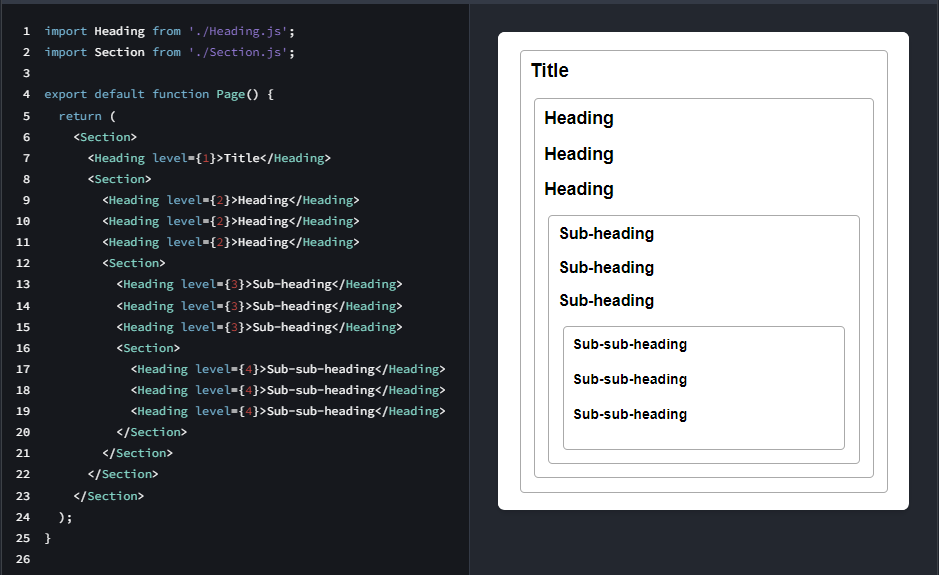 1 import Heading from './Heading.js';
2 import Section from './Section.js';
3
4 export default function Page() {
5   return (
6     <Section>
7       <Heading level={1}>Title</Heading>
8       <Section>
9         <Heading level={2}>Heading</Heading>
10         <Heading level={2}>Heading</Heading>
11         <Heading level={2}>Heading</Heading>
12         <Section>
13           <Heading level={3}>Sub-heading</Heading>
14           <Heading level={3}>Sub-heading</Heading>
15           <Heading level={3}>Sub-heading</Heading>
16           <Section>
17             <Heading level={4}>Sub-sub-heading</Heading>
18             <Heading level={4}>Sub-sub-heading</Heading>
19             <Heading level={4}>Sub-sub-heading</Heading>
20           </Section>
21         </Section>
22       </Section>
23     </Section>
24   );
25 }
26
Title
Heading
Heading
Heading
Sub-heading
Sub-heading
Sub-heading
Sub-sub-heading
Sub-sub-heading
Sub-sub-heading